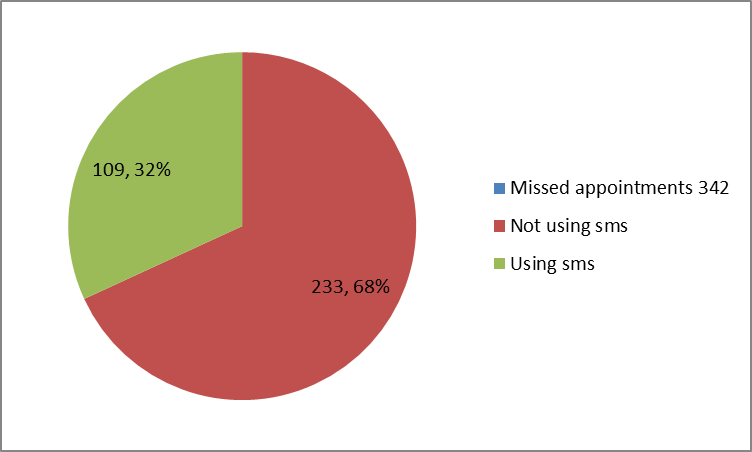 109, 32%
233, 68%
Missed appointments 342
Not using sms
Using sms